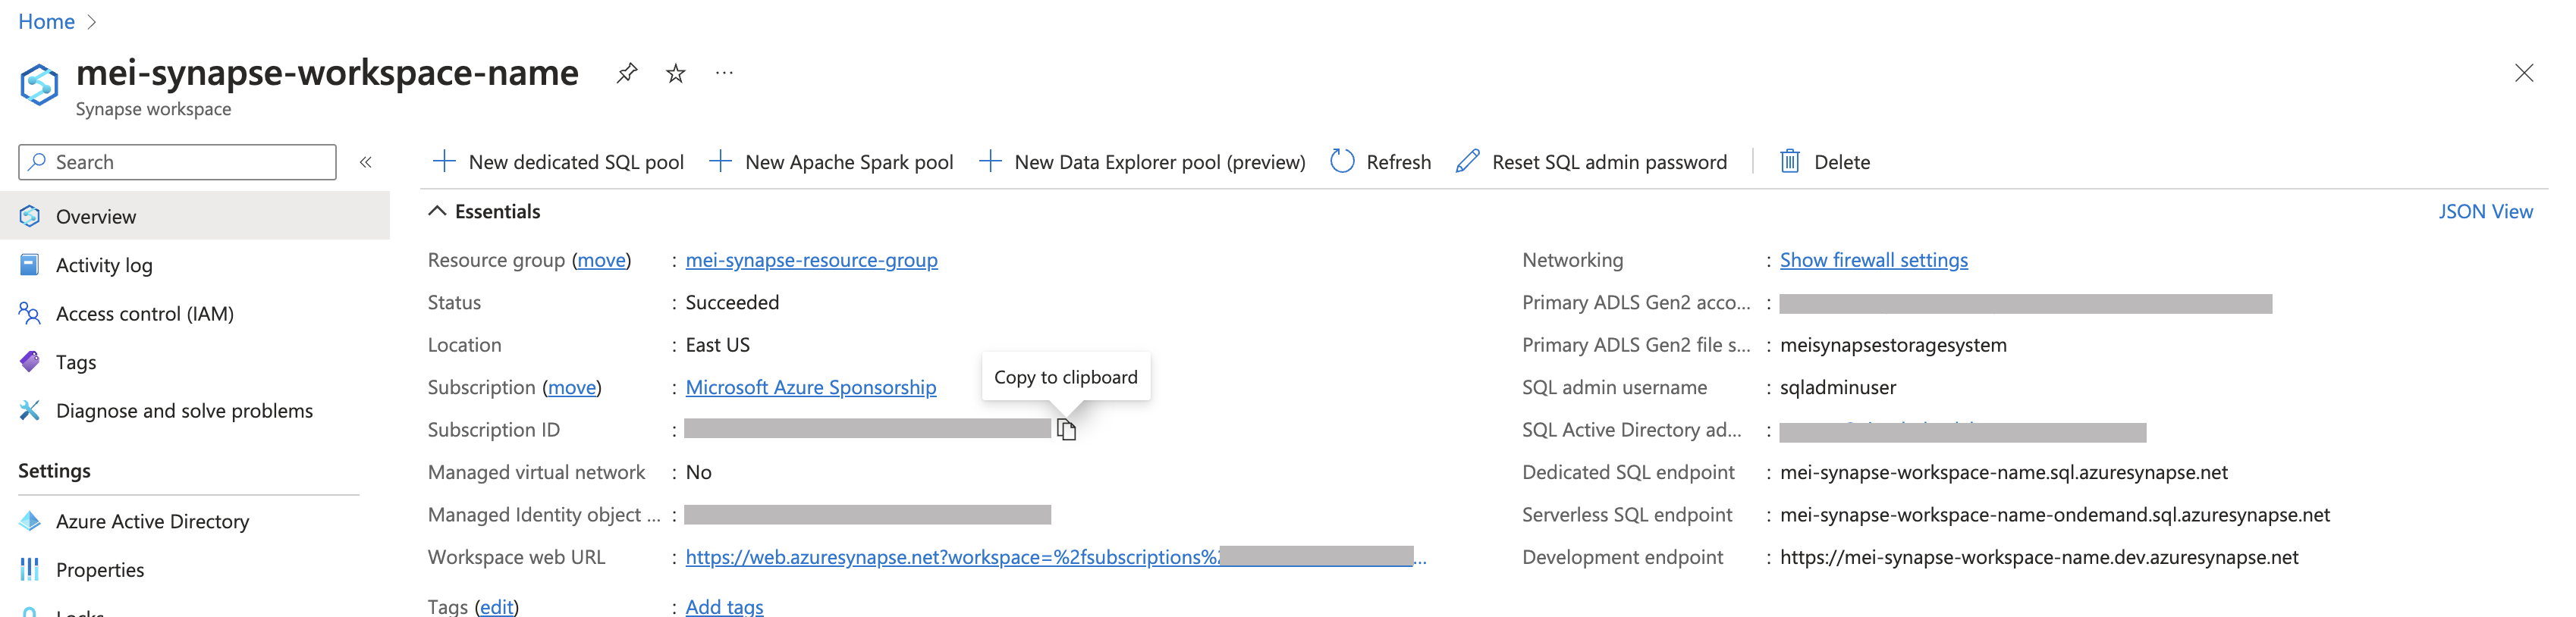 Home
mei-synapse-workspace-name
Synapse workspace
Search
New dedicated SQL pool
New Apache Spark pool
New Data Explorer pool (preview)
Refresh
Reset SQL admin password
Delete
Overview
Activity log
Access control (IAM)
Tags
Diagnose and solve problems
Settings
Azure Active Directory
Properties
Locks
Essentials
JSON View
Resource group (move) : mei-synapse-resource-group
Status : Succeeded
Location : East US
Subscription (move) : Microsoft Azure Sponsorship
Copy to clipboard
Subscription ID :
Managed virtual network : No
Managed Identity object ... :
Workspace web URL : https://web.azuresynapse.net?workspace=%2fsubscriptions% ...
Tags (edit) : Add tags
Networking : Show firewall settings
Primary ADLS Gen2 acco... :
Primary ADLS Gen2 file s... : meisynapsestoragesystem
SQL admin username : sqladminuser
SQL Active Directory ad... :
Dedicated SQL endpoint : mei-synapse-workspace-name.sql.azuresynapse.net
Serverless SQL endpoint : mei-synapse-workspace-name-ondemand.sql.azuresynapse.net
Development endpoint : https://mei-synapse-workspace-name.dev.azuresynapse.net